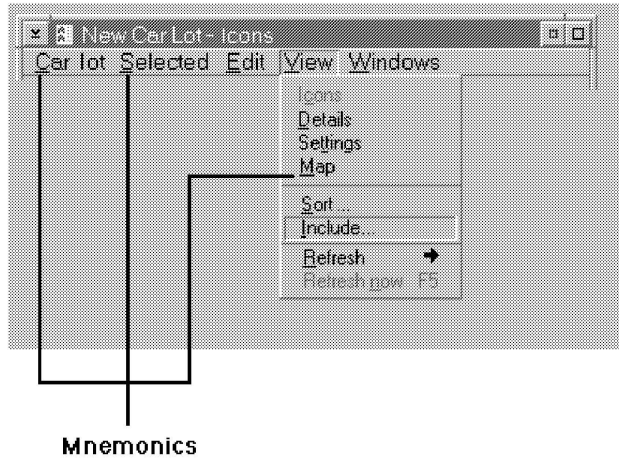 New Car Lot - Icons
Car lot Selected Edit View Windows
Icons
Details
Settings
Map
Sort...
Include...
Refresh
Refresh now F5
Mnemonics